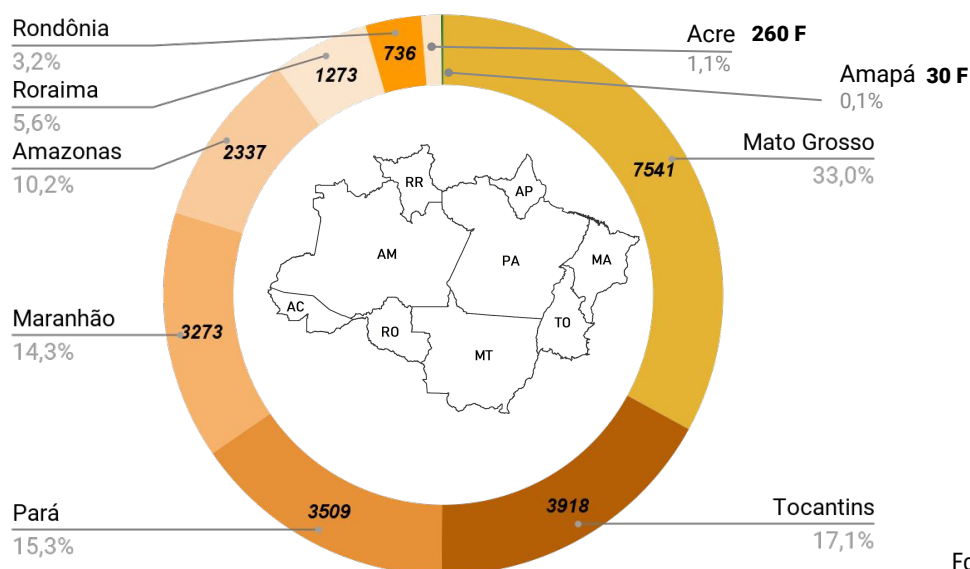 Rondônia
3,2%
736
Roraima
5,6%
1273
Amazonas
10,2%
2337
Maranhão
14,3%
3273
Pará
15,3%
3509
Acre 260 F
1,1%
Amapá 30 F
0,1%
Mato Grosso
33,0%
7541
Tocantins
17,1%
3918
RR
AP
AM
PA
MA
AC
RO
TO
MT
Fo